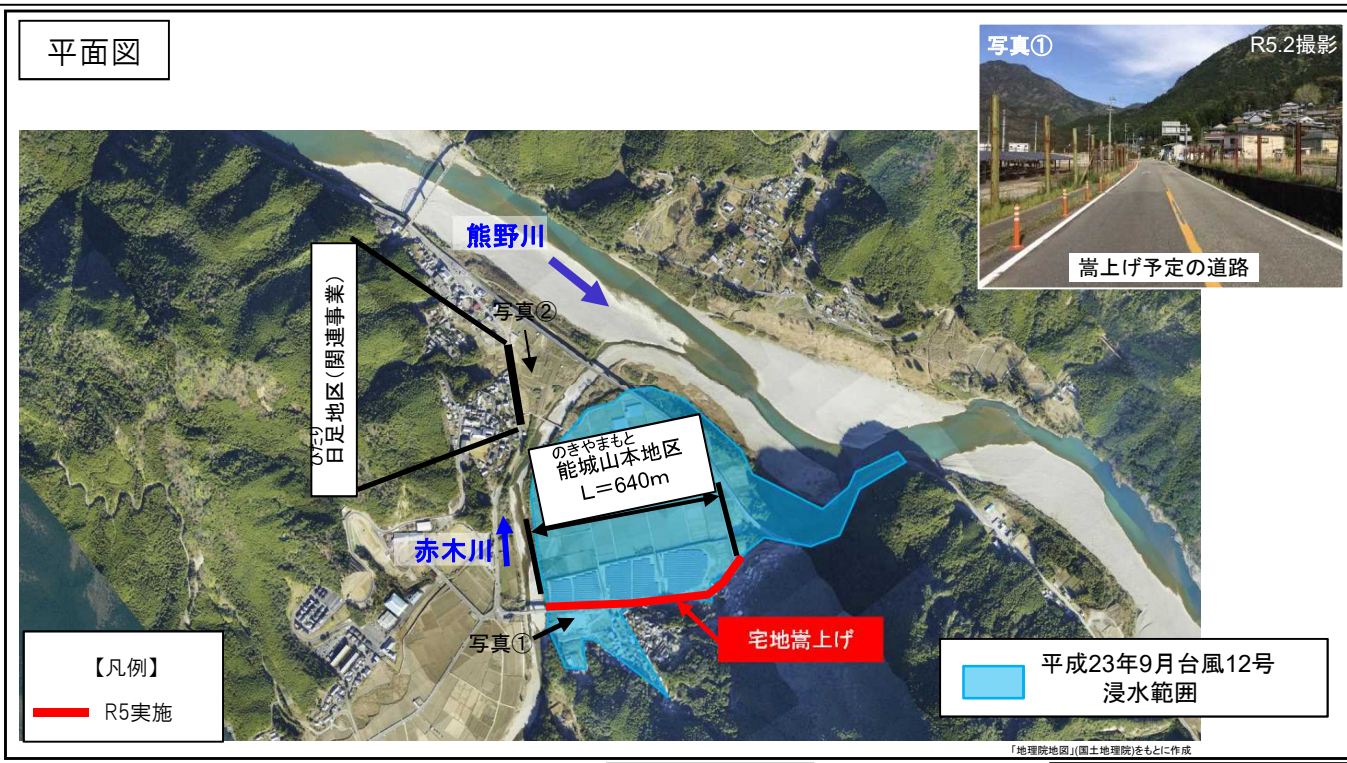 平面図
写真①
R5.2撮影
嵩上げ予定の道路
熊野川
写真②
日足地区(関連事業)
ひたり
のきやまもと
能城山本地区
L=640m
赤木川
写真①
宅地嵩上げ
【凡例】
R5実施
平成23年9月台風12号
浸水範囲
「地理院地図」(国土地理院)をもとに作成